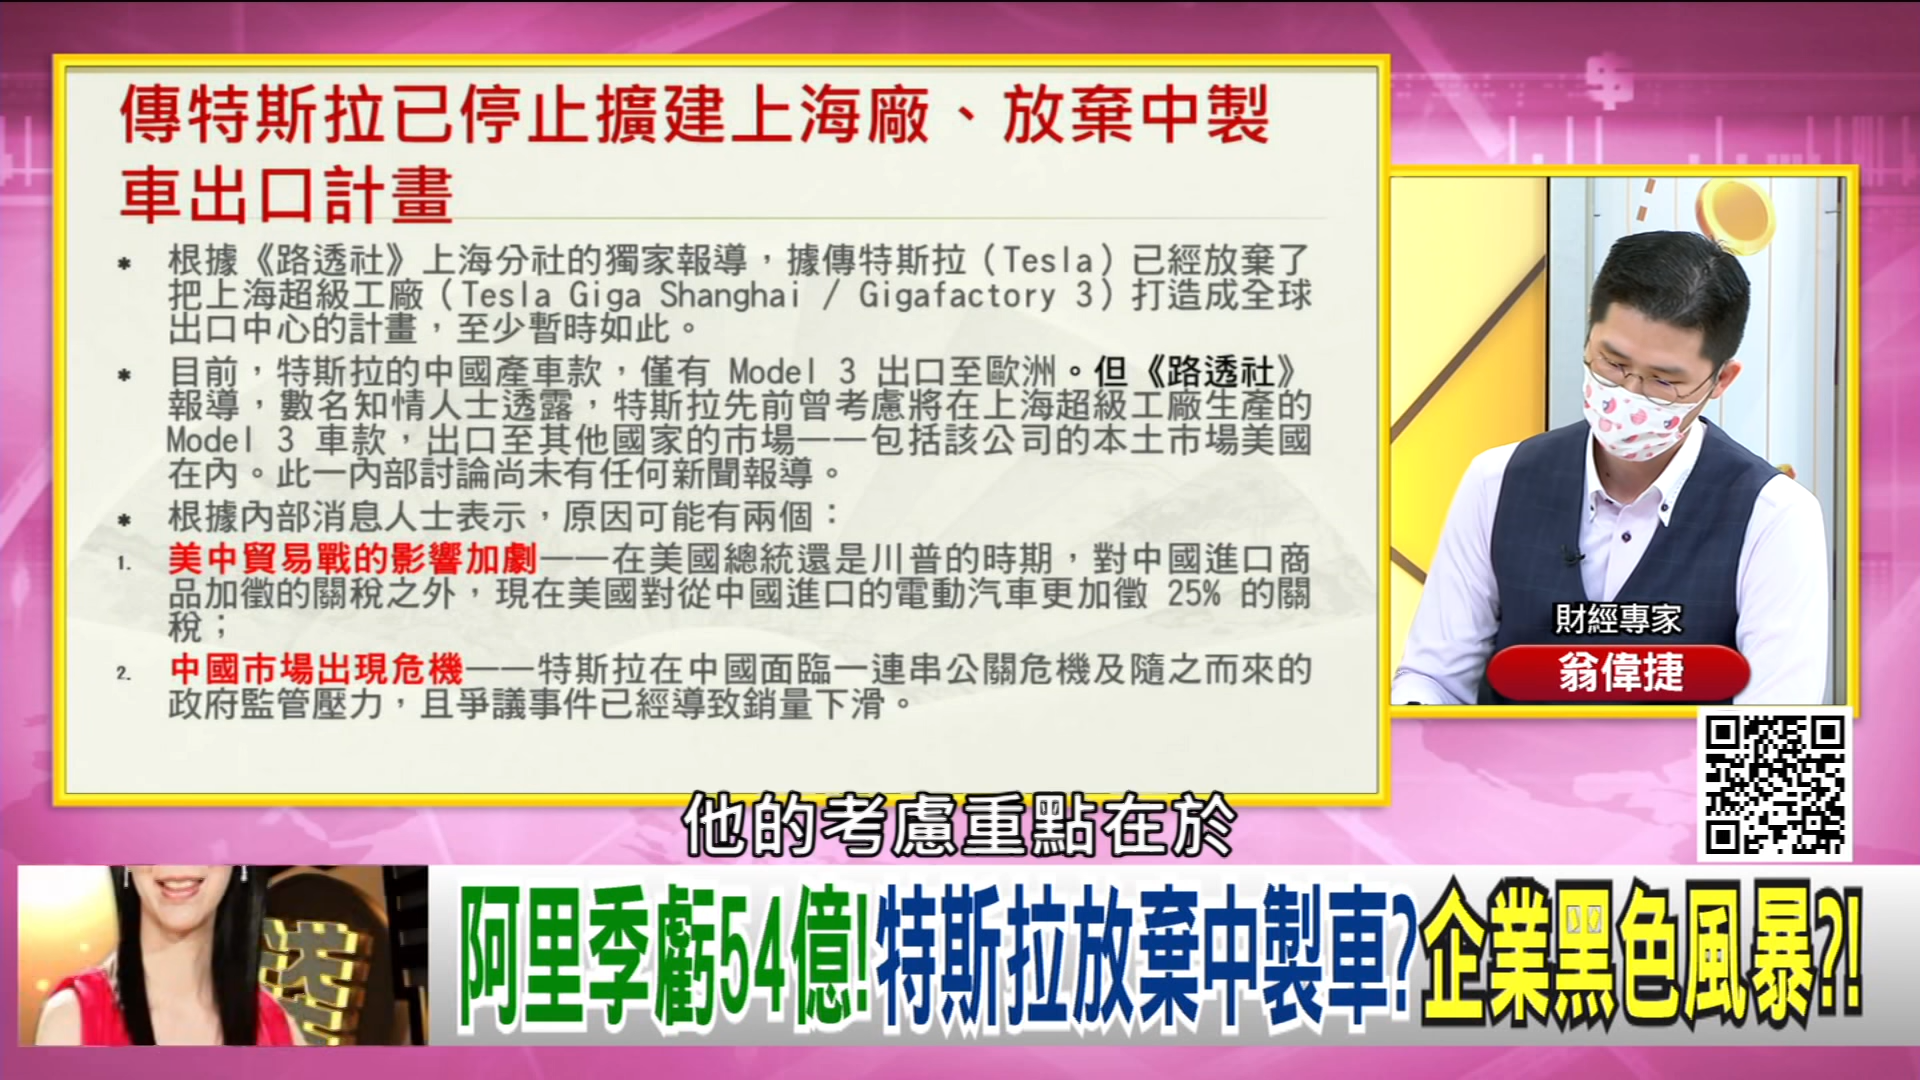 傳特斯拉已停止擴建上海廠、放棄中製
車出口計畫
* 根據《路透社》上海分社的獨家報導，據傳特斯拉（Tesla）已經放棄了
把上海超級工廠（Tesla Giga Shanghai / Gigafactory 3）打造成全球
出口中心的計畫，至少暫時如此。
* 目前，特斯拉的中國產車款，僅有 Model 3 出口至歐洲。但《路透社》
報導，數名知情人士透露，特斯拉先前曾考慮將在上海超級工廠生產的
Model 3 車款，出口至其他國家的市場——包括該公司的本土市場美國
在內。此一內部討論尚未有任何新聞報導。
* 根據內部消息人士表示，原因可能有兩個：
1. 美中貿易戰的影響加劇——在美國總統還是川普的時期，對中國進口商
品加徵的關稅之外，現在美國對從中國進口的電動汽車更加徵 25% 的關
稅；
2. 中國市場出現危機——特斯拉在中國面臨一連串公關危機及隨之而來的
政府監管壓力，且爭議事件已經導致銷量下滑。
財經專家
翁偉捷
他的考慮重點在於
阿里季虧54億!特斯拉放棄中製車?企業黑色風暴?!